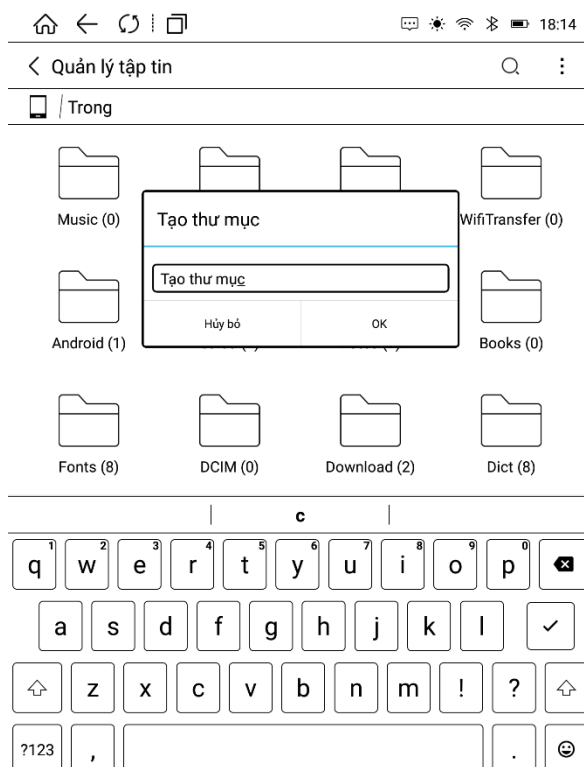 18:14
Quản lý tập tin
Trong
Music (0)
WifiTransfer (0)
Tạo thư mục
Tạo thư mục
Hủy bỏ OK
Android (1)
Books (0)
Fonts (8) DCIM (0) Download (2) Dict (8)
c
1 2 3 4 5 6 7 8 9 0
q w e r t y u i o p
a s d f g h j k l
z x c v b n m ! ?
?123 , .